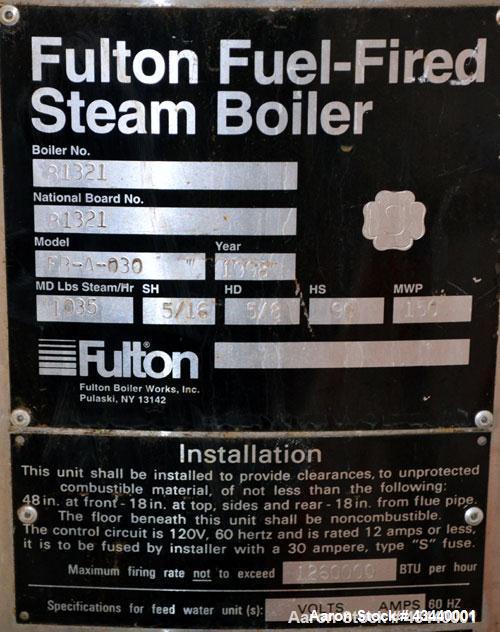 Fulton Fuel-Fired
Steam Boiler
Boiler No.
81321
National Board No.
81321
Model Year
FB-A-030 1998
MD Lbs Steam/Hr SH HD HS MWP
1035 5/16 5/8 90 150
Fulton®
Fulton Boiler Works, Inc.
Pulaski, NY 13142
Installation
This unit shall be installed to provide clearances, to unprotected
combustible material, of not less than the following:
48 in. at front - 18 in. at top, sides and rear - 18 in. from flue pipe.
The floor beneath this unit shall be noncombustible.
The control circuit is 120V, 60 hertz and is rated 12 amps or less,
it is to be fused by installer with a 30 ampere, type "S" fuse.
Maximum firing rate not to exceed 1260000 BTU per hour
Specifications for feed water unit (s): VOLTS AMPS 60 HZ
Aaron Stock #43440001